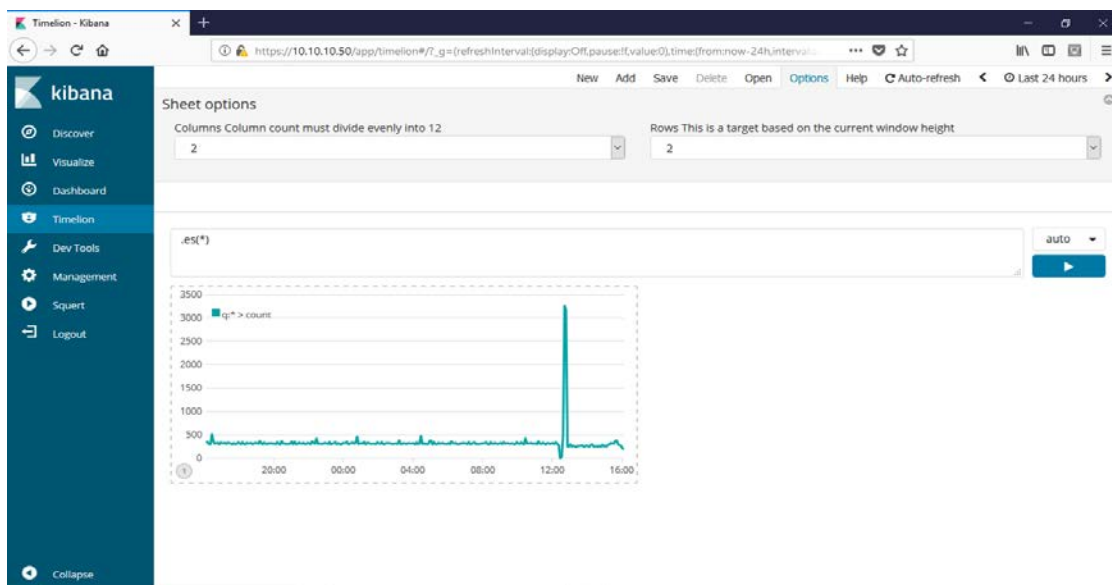 Timelion - Kibana
https://10.10.10.50/app/timelion#/?_g=(refreshInterval:(display:Off,pause:!f,value:0),time:(from:now-24h,interval:
New Add Save Delete Open Options Help Auto-refresh Last 24 hours
kibana
Discover
Visualize
Dashboard
Timelion
Dev Tools
Management
Squert
Logout
Collapse
Sheet options
Columns Column count must divide evenly into 12
2
Rows This is a target based on the current window height
2
.es(*)
auto
3500
3000
2500
2000
1500
1000
500
0
q:* > count
1
20:00 00:00 04:00 08:00 12:00 16:00